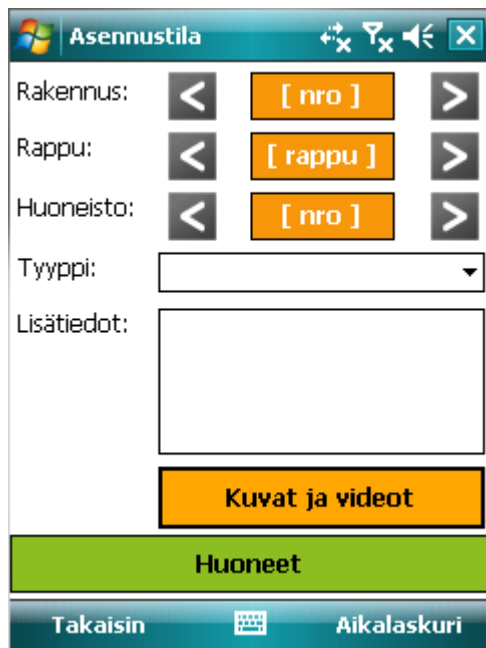 Asennustila
Rakennus: < [ nro ] >
Rappu: < [ rappu ] >
Huoneisto: < [ nro ] >
Tyyppi:
Lisätiedot:
Kuvat ja videot
Huoneet
Takaisin Aikalaskuri